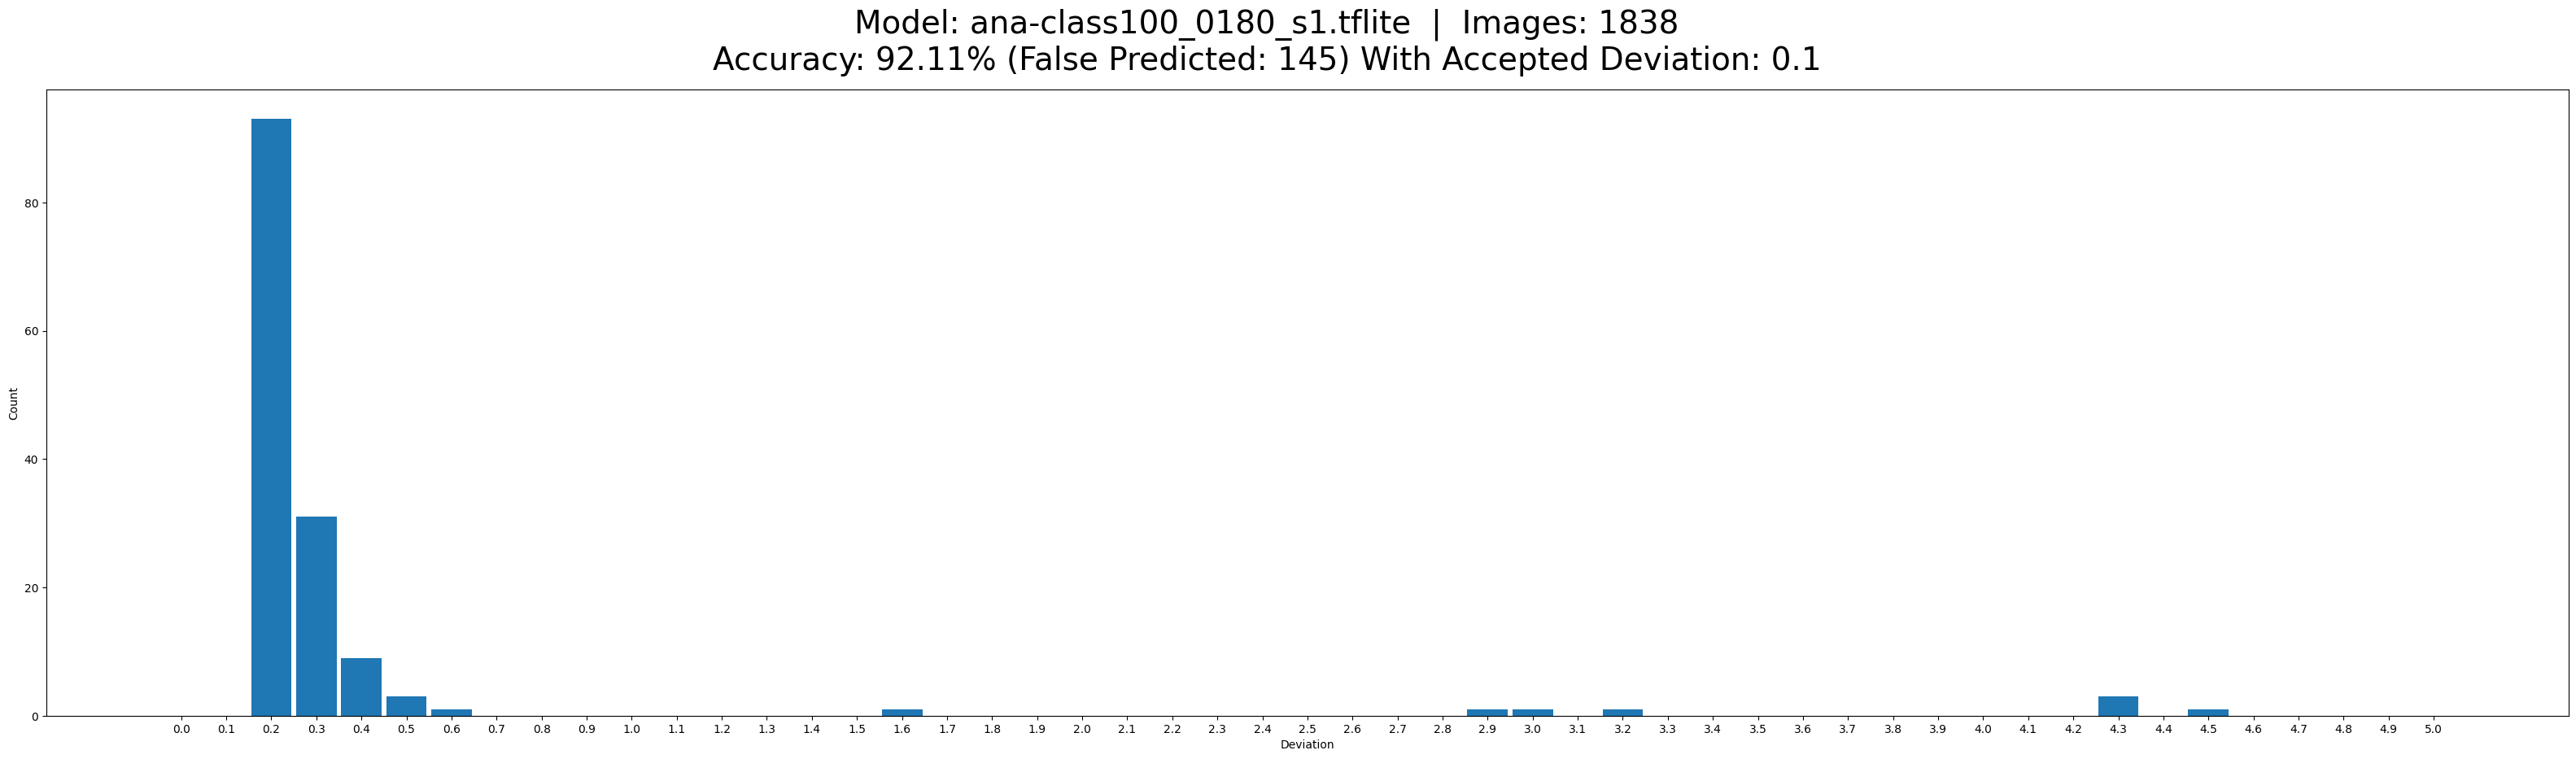 Model: ana-class100_0180_s1.tflite | Images: 1838
Accuracy: 92.11% (False Predicted: 145) With Accepted Deviation: 0.1
80
60
40
20
0
Count
0.0 0.1 0.2 0.3 0.4 0.5 0.6 0.7 0.8 0.9 1.0 1.1 1.2 1.3 1.4 1.5 1.6 1.7 1.8 1.9 2.0 2.1 2.2 2.3 2.4 2.5 2.6 2.7 2.8 2.9 3.0 3.1 3.2 3.3 3.4 3.5 3.6 3.7 3.8 3.9 4.0 4.1 4.2 4.3 4.4 4.5 4.6 4.7 4.8 4.9 5.0
Deviation